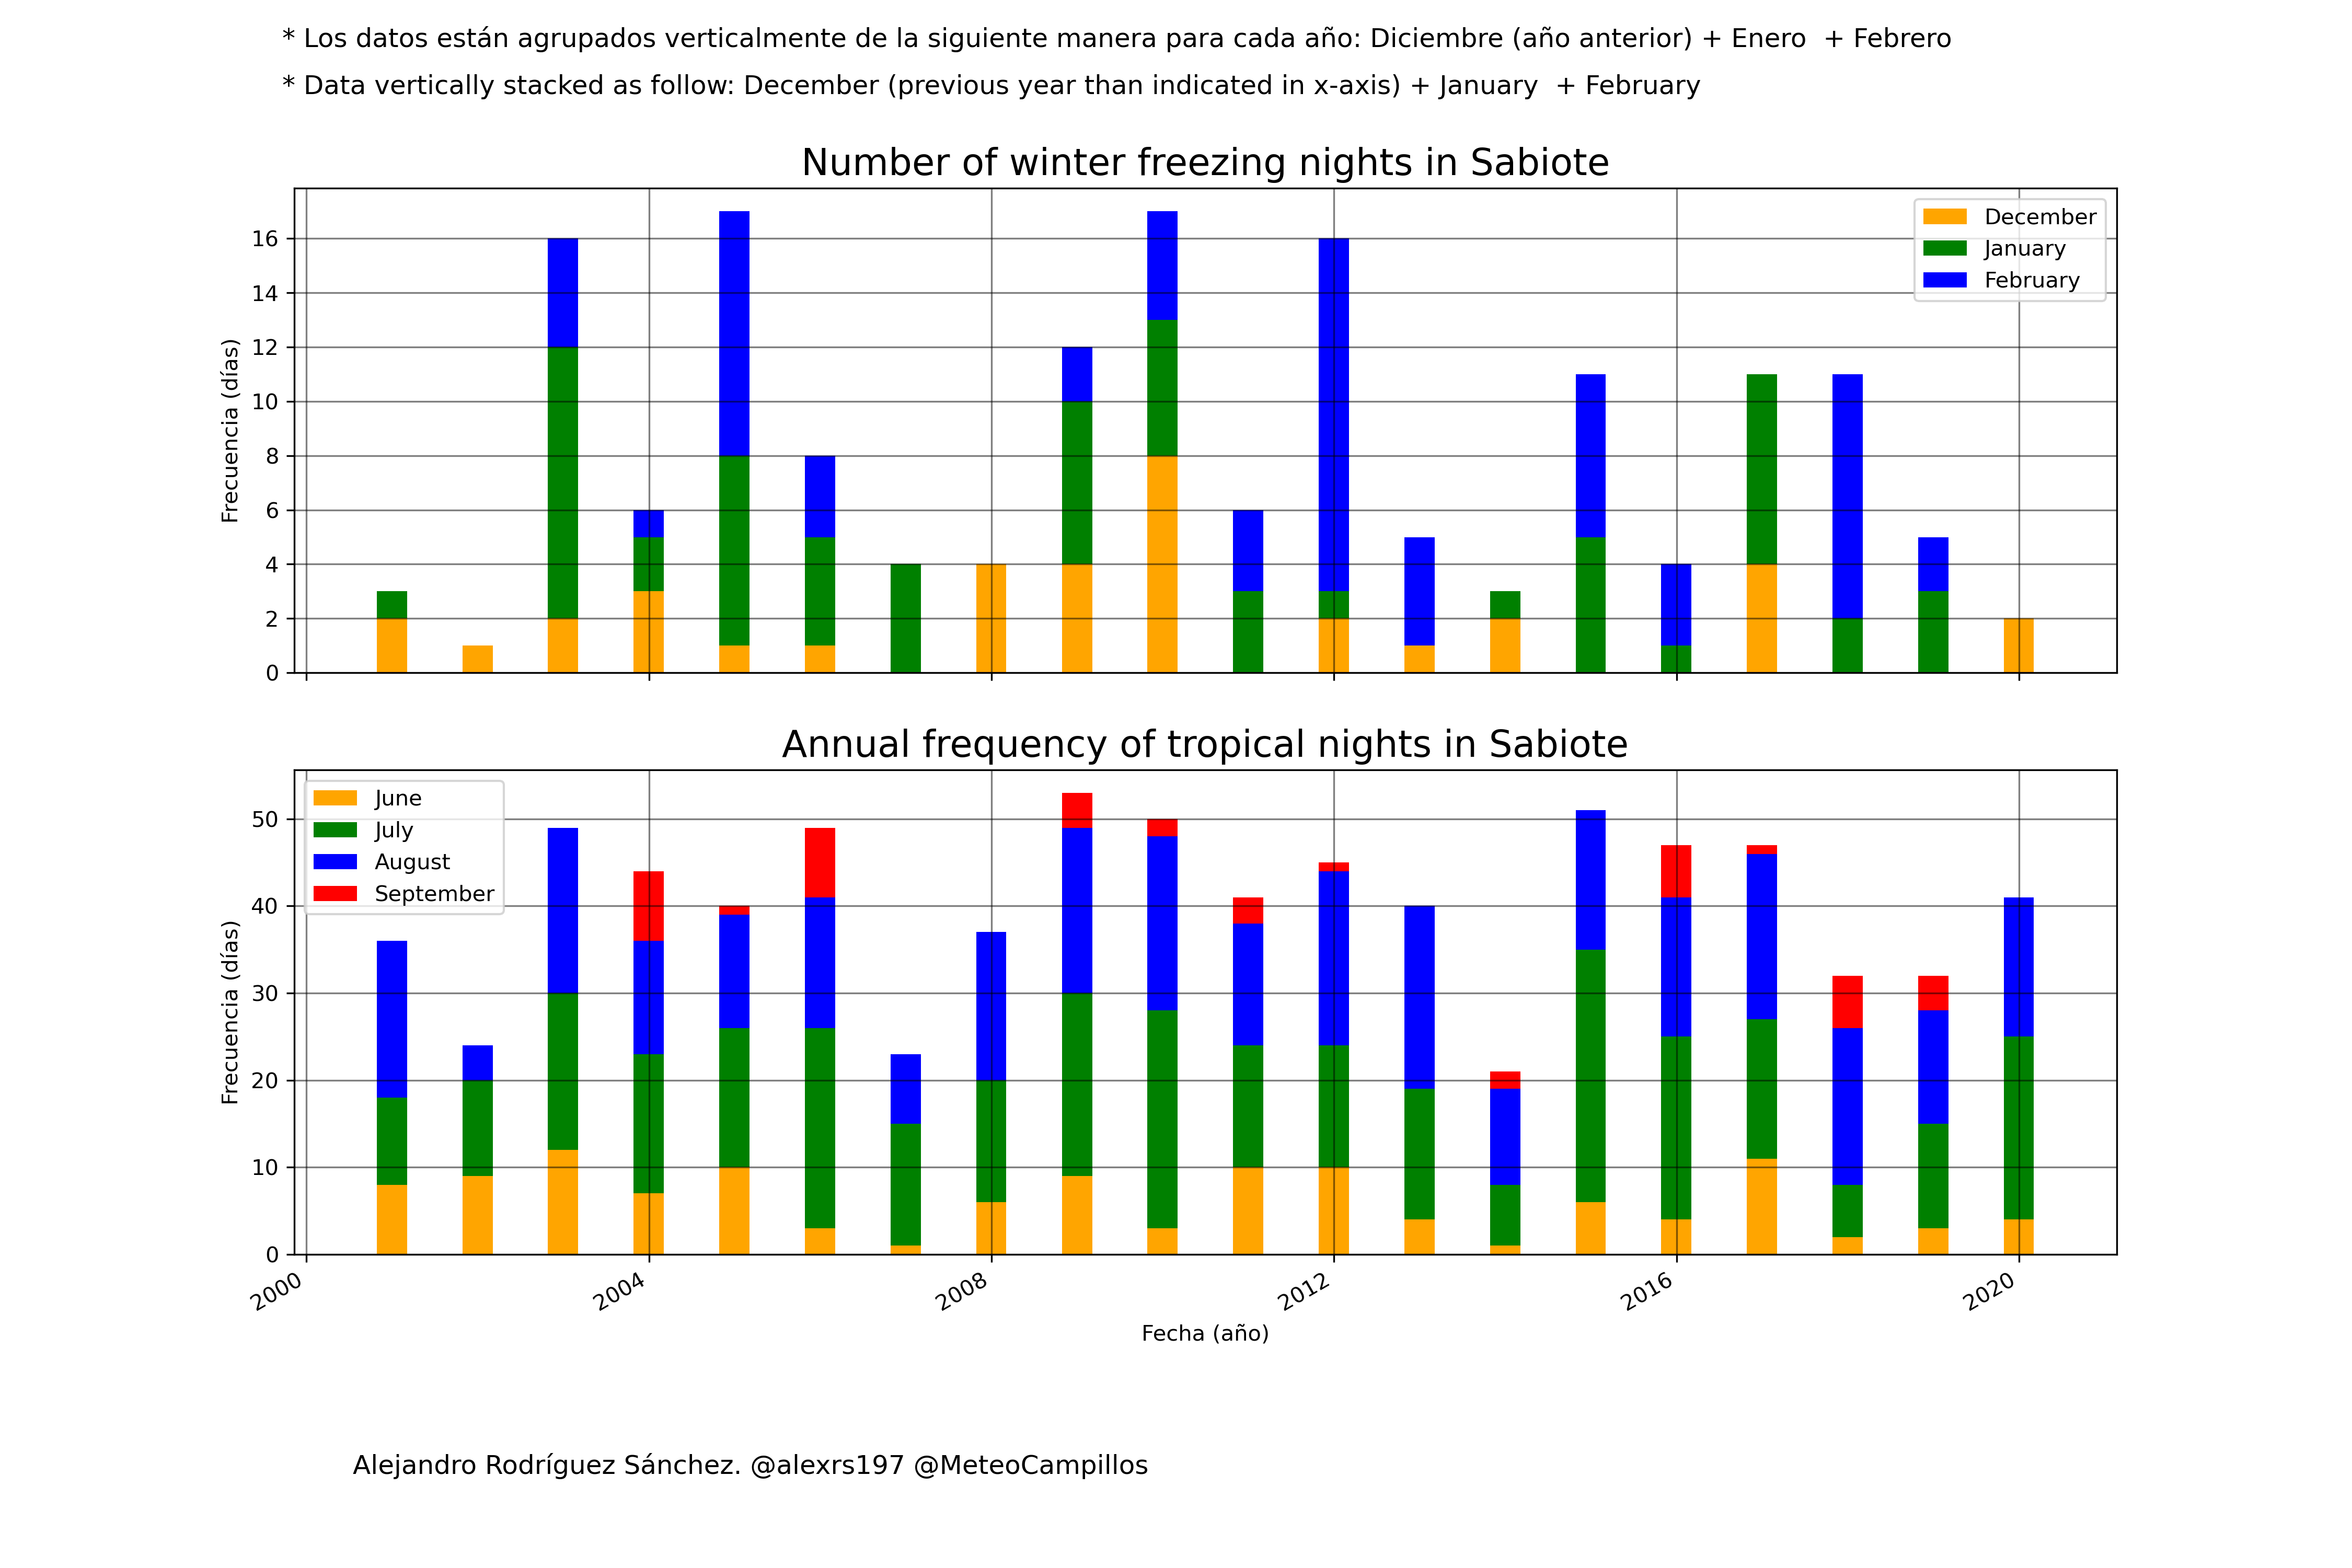 * Los datos están agrupados verticalmente de la siguiente manera para cada año: Diciembre (año anterior) + Enero  + Febrero
* Data vertically stacked as follow: December (previous year than indicated in x-axis) + January  + February
Number of winter freezing nights in Sabiote
Frecuencia (días)
16
14
12
10
8
6
4
2
0
December
January
February
Annual frequency of tropical nights in Sabiote
Frecuencia (días)
50
40
30
20
10
0
June
July
August
September
2000
2004
2008
2012
2016
2020
Fecha (año)
Alejandro Rodríguez Sánchez. @alexrs197 @MeteoCampillos